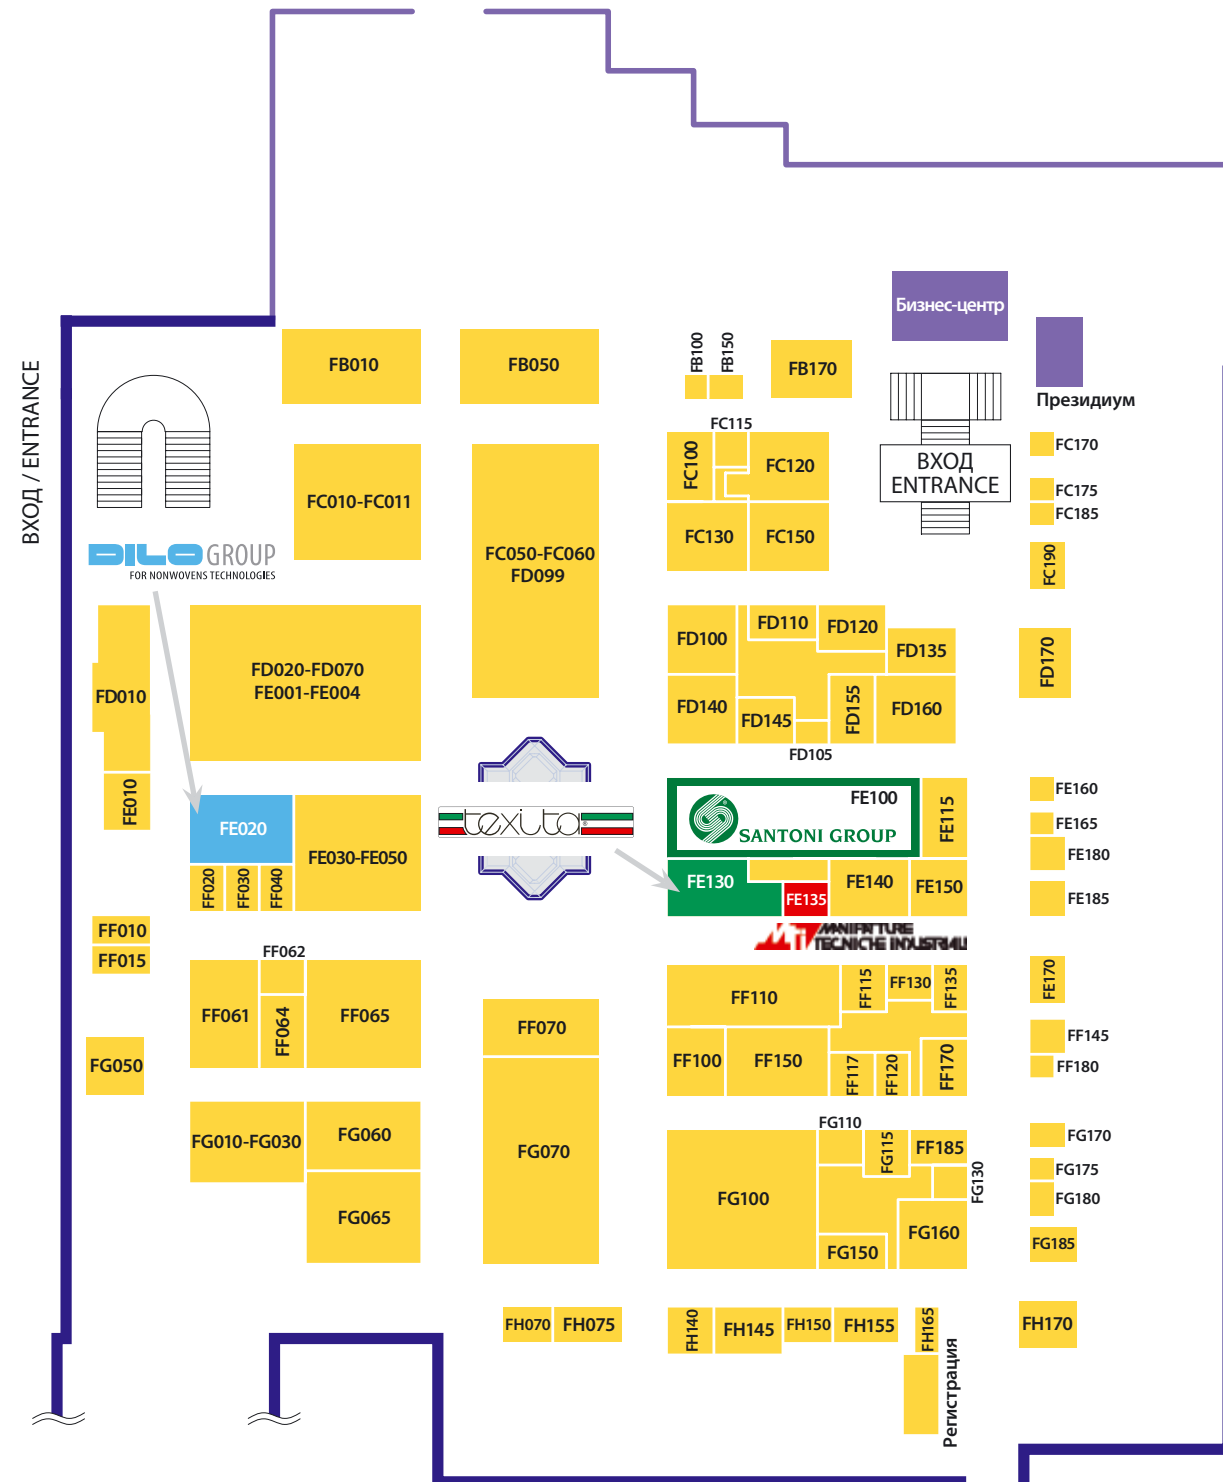 Бизнес-центр
Президиум
ВХОД / ENTRANCE
FB010
FB050
FB100
FB150
FB170
FC115
FC100
FC120
ВХОД
ENTRANCE
FC170
FC010-FC011
FC175
FC185
FC130
FC150
FC190
DILO GROUP
FOR NONWOVENS TECHNOLOGIES
FC050-FC060
FD099
FD010
FD020-FD070
FE001-FE004
FD100
FD110
FD120
FD135
FD170
FD140
FD145
FD155
FD160
FD105
FE010
FE020
FE030-FE050
FF020
FF030
FF040
texita®
FE100
SANTONI GROUP
FE115
FE160
FE165
FE180
FE130
FE135
FE140
FE150
FE185
MTI MANIFATTURE
TECNICHE INDUSTRIALI
FF010
FF015
FF062
FF061
FF064
FF065
FF070
FF110
FF115
FF130
FF135
FE170
FF100
FF150
FF117
FF120
FF170
FF145
FF180
FG050
FG010-FG030
FG060
FG065
FG070
FG110
FG100
FG115
FF185
FG130
FG150
FG160
FG170
FG175
FG180
FG185
FH070
FH075
FH140
FH145
FH150
FH155
FH165
FH170
Регистрация